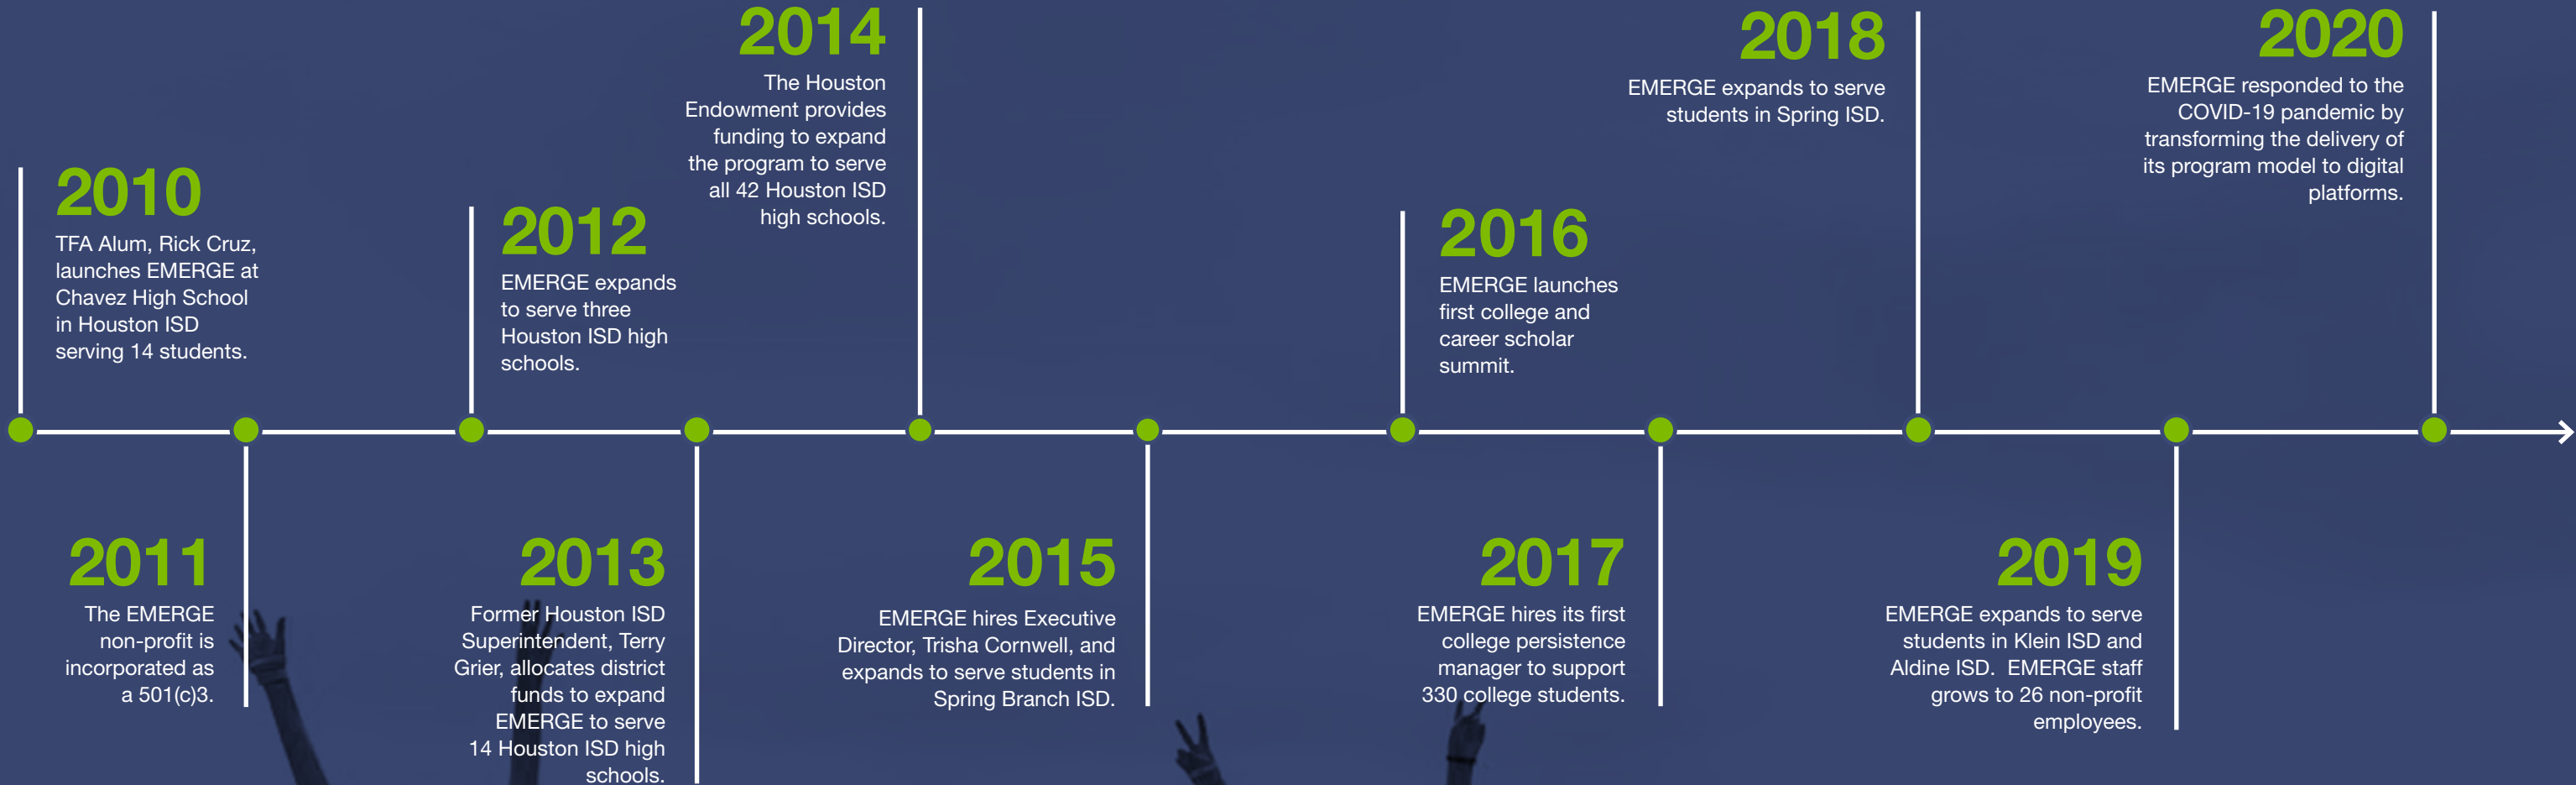 2010
TFA Alum, Rick Cruz,
launches EMERGE at
Chavez High School
in Houston ISD
serving 14 students.
2011
The EMERGE
non-profit is
incorporated as
a 501(c)3.
2012
EMERGE expands
to serve three
Houston ISD high
schools.
2013
Former Houston ISD
Superintendent, Terry
Grier, allocates district
funds to expand
EMERGE to serve
14 Houston ISD high
schools.
2014
The Houston
Endowment provides
funding to expand
the program to serve
all 42 Houston ISD
high schools.
2015
EMERGE hires Executive
Director, Trisha Cornwell, and
expands to serve students in
Spring Branch ISD.
2016
EMERGE launches
first college and
career scholar
summit.
2017
EMERGE hires its first
college persistence
manager to support
330 college students.
2018
EMERGE expands to serve
students in Spring ISD.
2019
EMERGE expands to serve
students in Klein ISD and
Aldine ISD.  EMERGE staff
grows to 26 non-profit
employees.
2020
EMERGE responded to the
COVID-19 pandemic by
transforming the delivery of
its program model to digital
platforms.